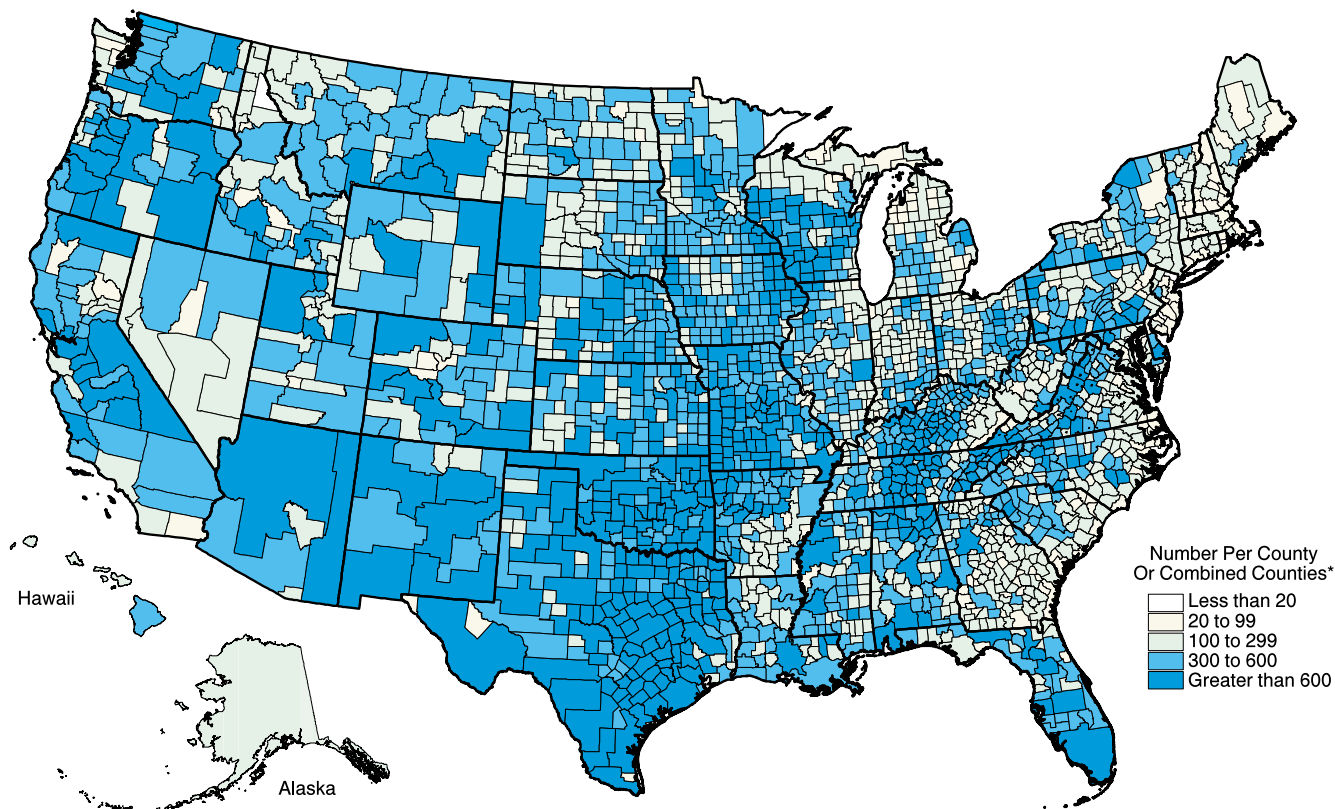 Number Per County
Or Combined Counties*
Less than 20
20 to 99
100 to 299
300 to 600
Greater than 600
Hawaii
Alaska